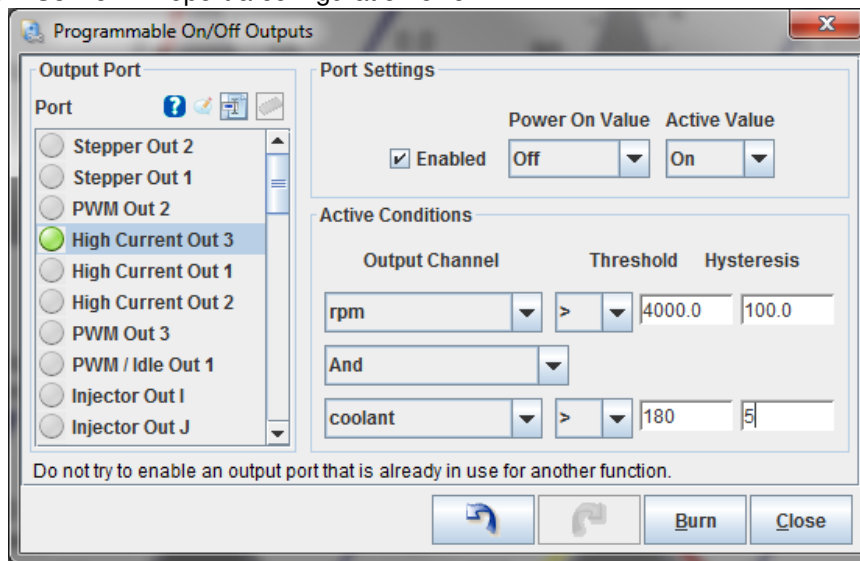 Programmable On/Off Outputs
Output Port
Port
Stepper Out 2
Stepper Out 1
PWM Out 2
High Current Out 3
High Current Out 1
High Current Out 2
PWM Out 3
PWM / Idle Out 1
Injector Out I
Injector Out J
Port Settings
Power On Value Active Value
Enabled Off On
Active Conditions
Output Channel Threshold Hysteresis
rpm > 4000.0 100.0
And
coolant > 180 5
Do not try to enable an output port that is already in use for another function.
Burn Close